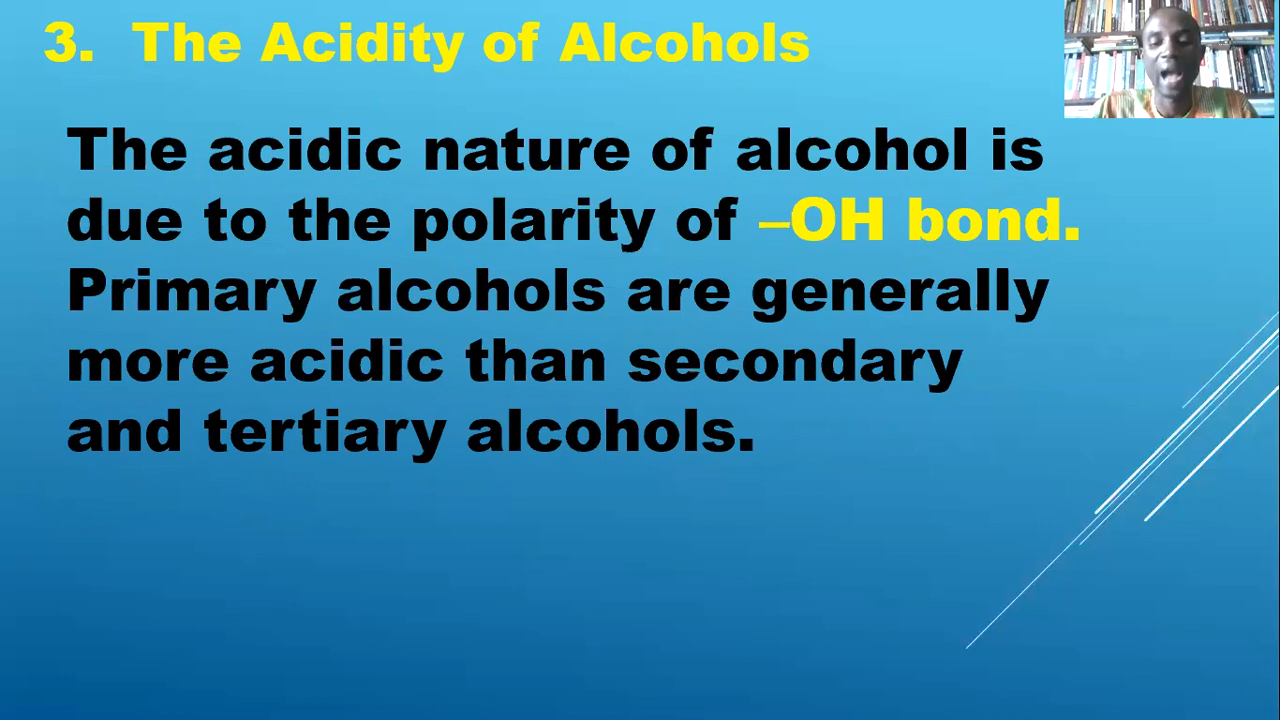 3. The Acidity of Alcohols
The acidic nature of alcohol is
due to the polarity of –OH bond.
Primary alcohols are generally
more acidic than secondary
and tertiary alcohols.